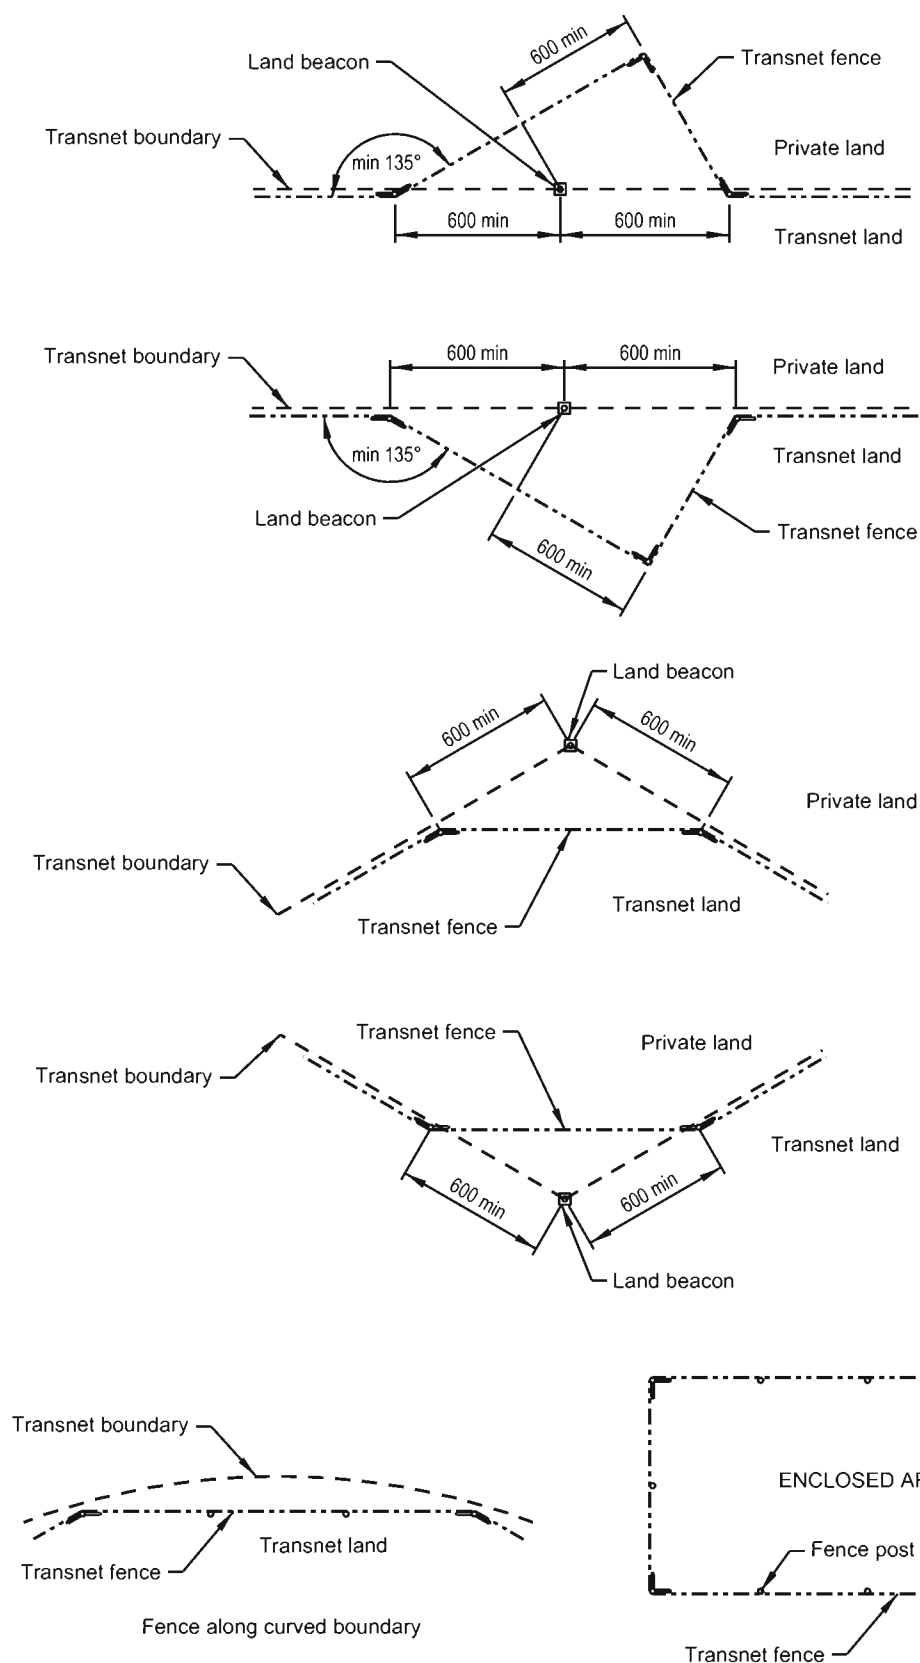 600 min
Land beacon
Transnet fence
Transnet boundary
min 135°
Private land
600 min
600 min
Transnet land
Transnet boundary
600 min
600 min
Private land
min 135°
Transnet land
Land beacon
Transnet fence
600 min
Land beacon
600 min
600 min
Private land
Transnet boundary
Transnet land
Transnet fence
Transnet fence
Private land
Transnet boundary
Transnet land
600 min
600 min
Land beacon
Transnet boundary
ENCLOSED
Transnet land
Fence post
Transnet fence
Fence along curved boundary
Transnet fence